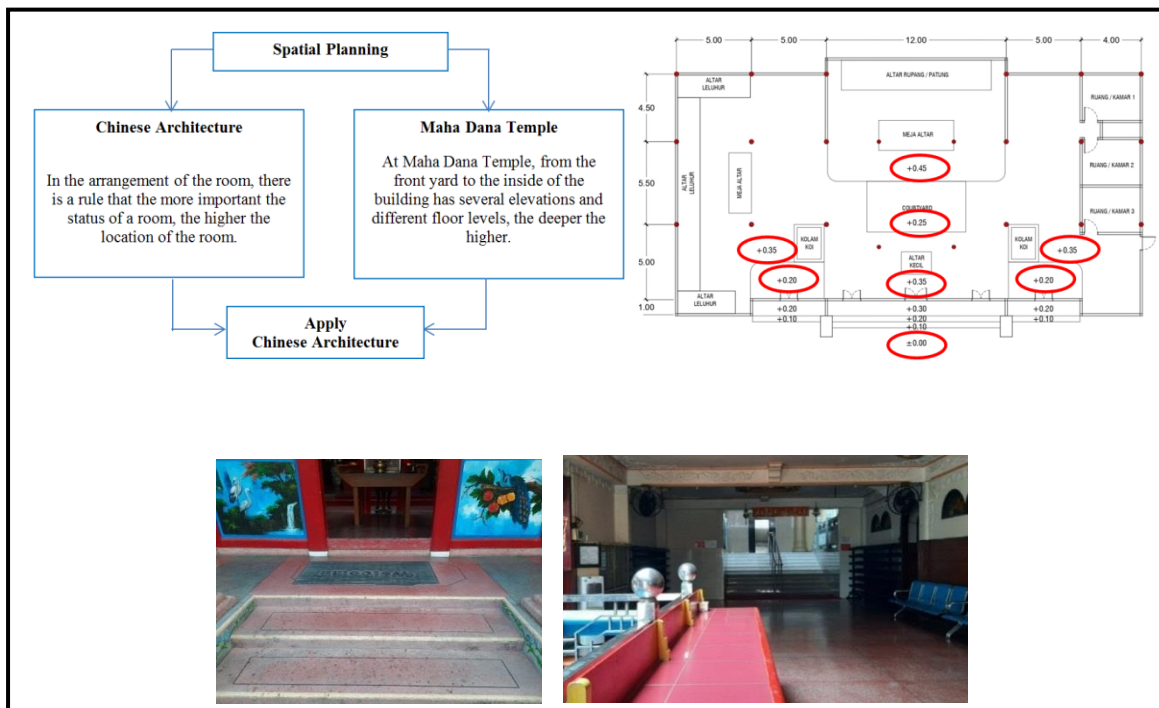 Spatial Planning
Chinese Architecture
In the arrangement of the room, there
is a rule that the more important the
status of a room, the higher the
location of the room.
Maha Dana Temple
At Maha Dana Temple, from the
front yard to the inside of the
building has several elevations and
different floor levels, the deeper the
higher.
Apply
Chinese Architecture
5.00 5.00 12.00 5.00 4.00
4.50
5.50
5.00
1.00
ALTAR
LELUHUR
ALTAR RUPANG / PATUNG
RUANG / KAMAR 1
MEJA ALTAR
ALTAR
LELUHUR
MEJA ALTAR
+0.45
RUANG / KAMAR 2
COURTYARD
+0.25
RUANG / KAMAR 3
+0.35
KOLAM
KOI
ALTAR
KECIL
KOLAM
KOI
+0.35
+0.20
+0.35
+0.20
ALTAR
LELUHUR
+0.20 +0.30 +0.20
+0.10 +0.20 +0.10
+0.10
±0.00